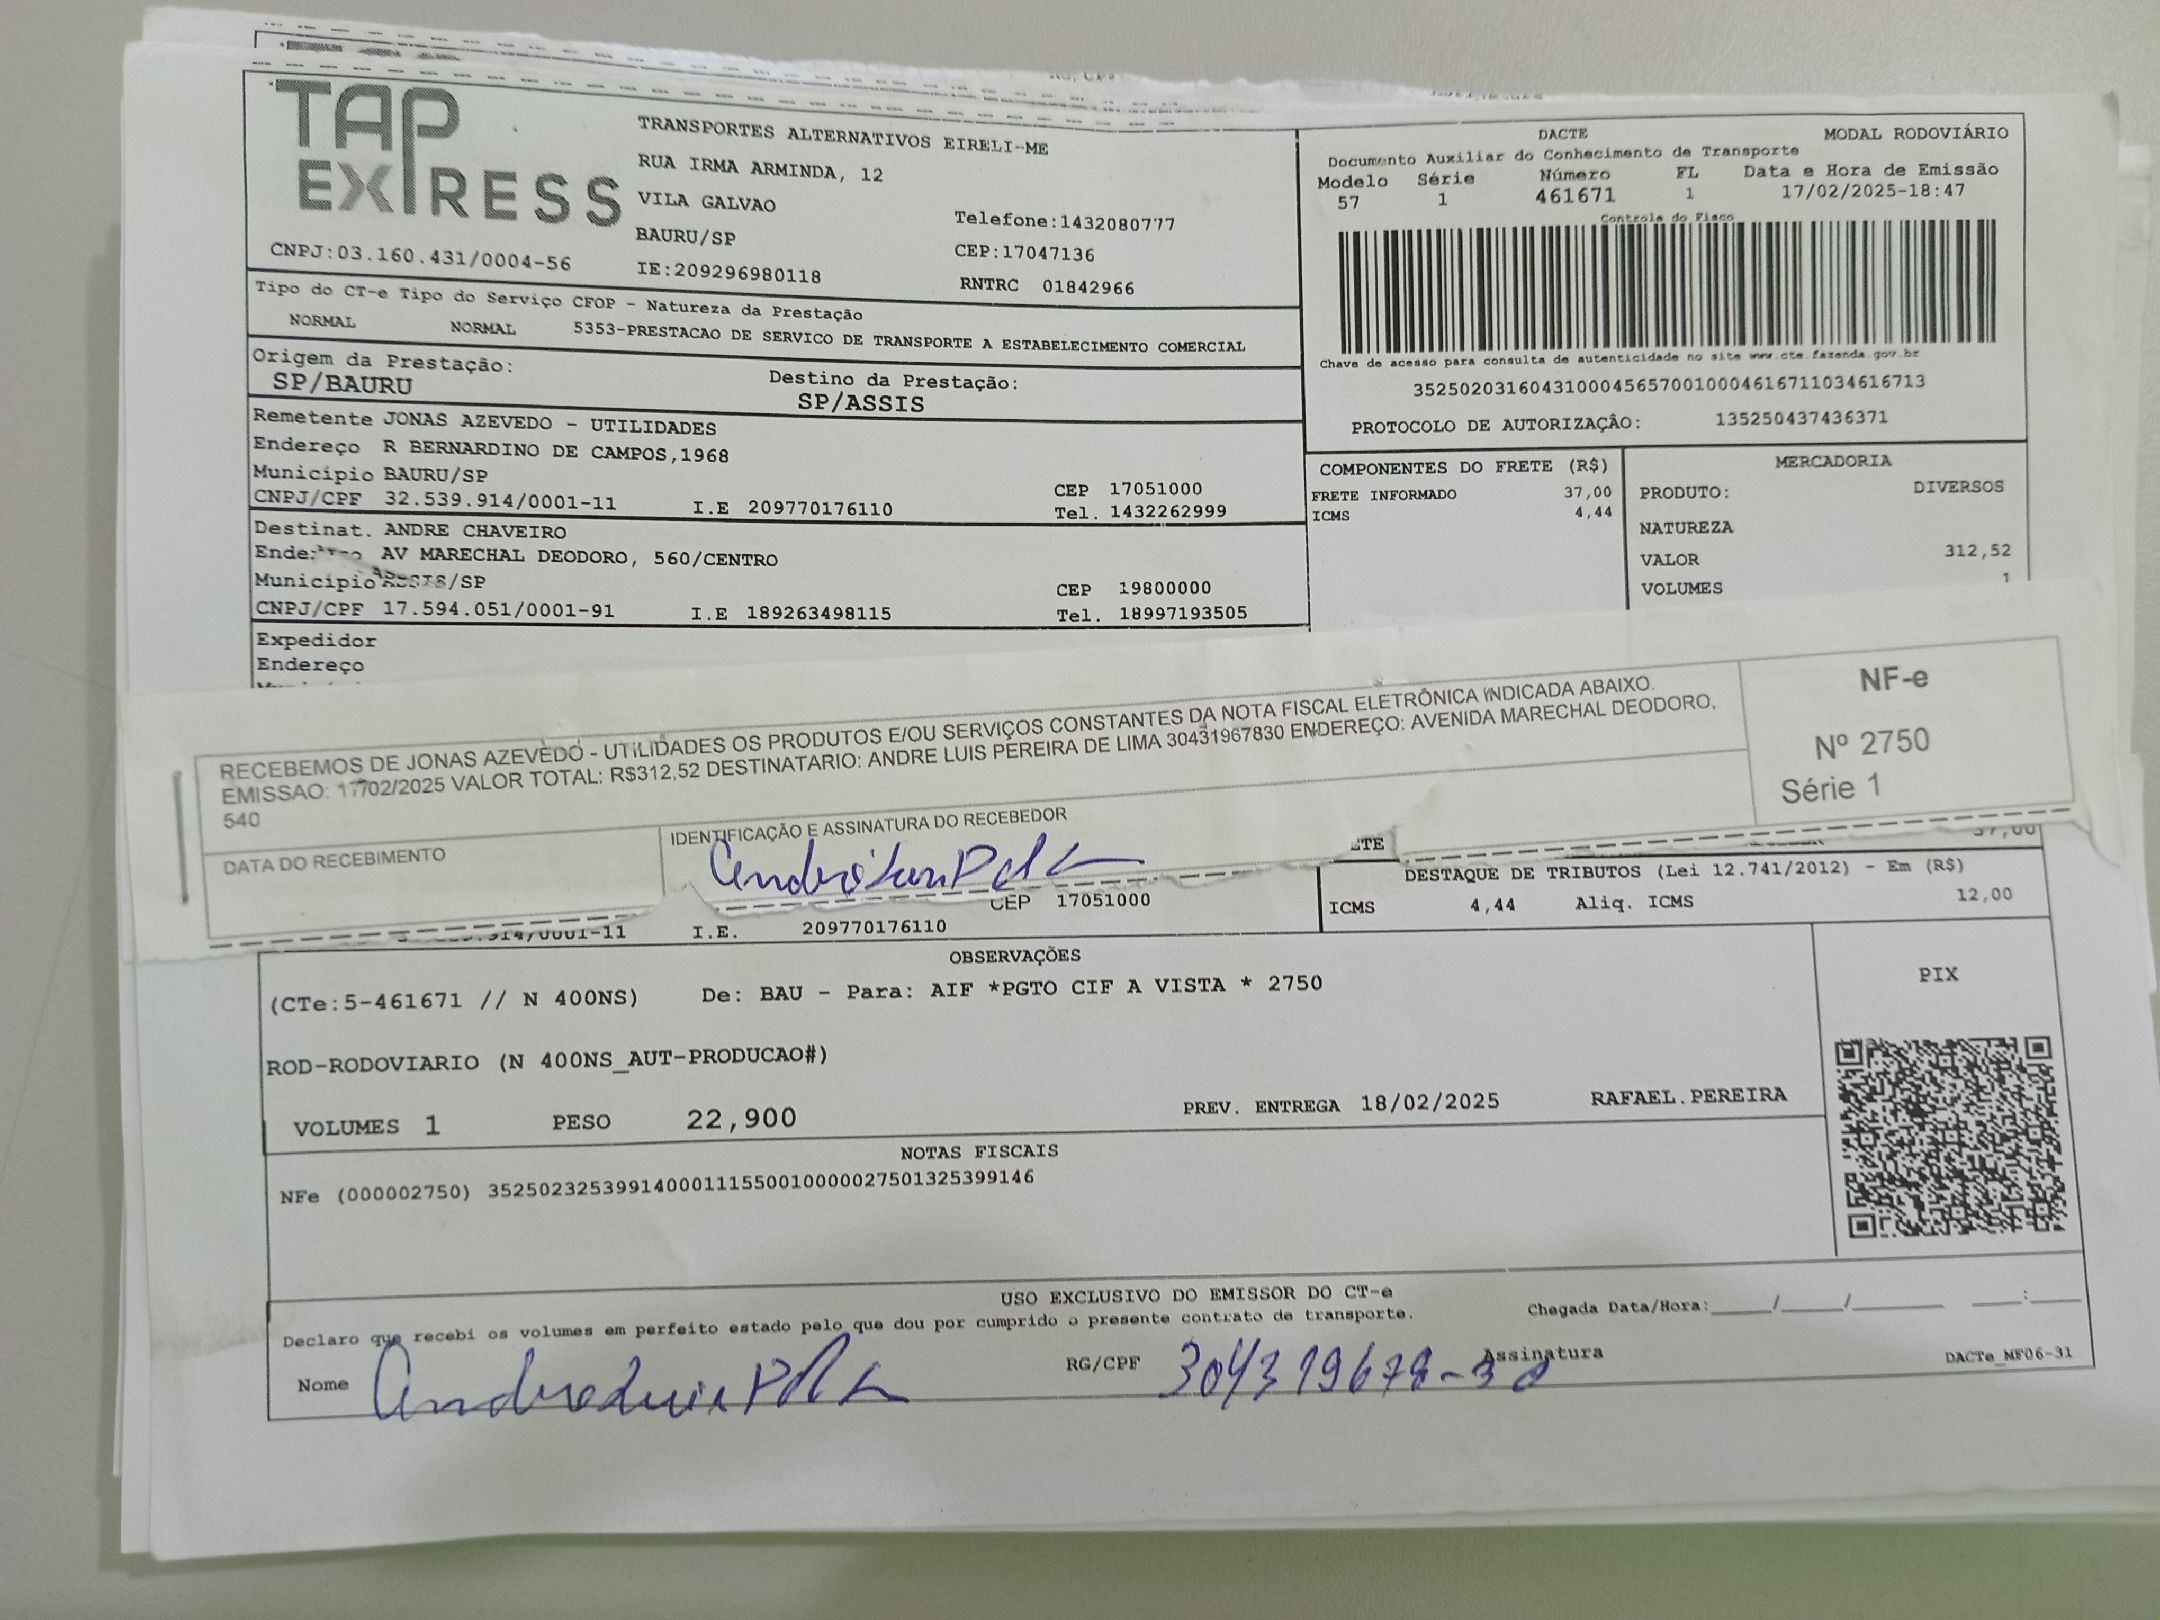 TAP
EXPRESS
CNPJ:03.160.431/0004-56
TRANSPORTES ALTERNATIVOS EIRELI-ME
RUA IRMA ARMINDA, 12
VILA GALVAO
BAURU/SP
IE:209296980118
Telefone:1432080777
CEP:17047136
RNTRC 01842966
DACTE MODAL RODOVIÁRIO
Documento Auxiliar do Conhecimento de Transporte
Modelo Série Número FL Data e Hora de Emissão
57 1 461671 1 17/02/2025-18:47
Controle do Fisco
Chave de acesso para consulta de autenticidade no site www.cte.fazenda.gov.br
35250203160431000456570010004616711034616713
PROTOCOLO DE AUTORIZAÇÂO: 135250437436371
Tipo do CT-e Tipo do Serviço CFOP - Natureza da Prestação
NORMAL NORMAL 5353-PRESTACAO DE SERVICO DE TRANSPORTE A ESTABELECIMENTO COMERCIAL
Origem da Prestação: Destino da Prestação:
SP/BAURU SP/ASSIS
Remetente JONAS AZEVEDO - UTILIDADES
Endereço R BERNARDINO DE CAMPOS,1968
Município BAURU/SP CEP 17051000
CNPJ/CPF 32.539.914/0001-11 I.E 209770176110 Tel. 1432262999
Destinat. ANDRE CHAVEIRO
AV MARECHAL DEODORO, 560/CENTRO
Município ASSIS/SP CEP 19800000
CNPJ/CPF 17.594.051/0001-91 I.E 189263498115 Tel. 18997193505
Expedidor
Endereço
COMPONENTES DO FRETE (R$)
FRETE INFORMADO 37,00
ICMS 4,44
MERCADORIA
PRODUTO: DIVERSOS
NATUREZA
VALOR 312,52
VOLUMES 1
RECEBEMOS DE JONAS AZEVEDO - UTILIDADES OS PRODUTOS E/OU SERVIÇOS CONSTANTES DA NOTA FISCAL ELETRÔNICA INDICADA ABAIXO.
EMISSAO: 17/02/2025 VALOR TOTAL: R$312,52 DESTINATARIO: ANDRE LUIS PEREIRA DE LIMA 30431967830 ENDEREÇO: AVENIDA MARECHAL DEODORO,
540
NF-e
Nº 2750
Série 1
DATA DO RECEBIMENTO
IDENTIFICAÇÃO E ASSINATURA DO RECEBEDOR
37,00
DESTAQUE DE TRIBUTOS (Lei 12.741/2012) - Em (R$)
ICMS 4,44 Aliq. ICMS 12,00
CEP 17051000
I.E. 209770176110
OBSERVAÇÕES
(CTe:5-461671 // N 400NS) De: BAU - Para: AIF *PGTO CIF A VISTA * 2750
PIX
ROD-RODOVIARIO (N 400NS_AUT-PRODUCAO#)
VOLUMES 1 PESO 22,900 PREV. ENTREGA 18/02/2025 RAFAEL.PEREIRA
NOTAS FISCAIS
NFe (000002750) 35250232539914000111550010000027501325399146
USO EXCLUSIVO DO EMISSOR DO CT-e
Declaro que recebi os volumes em perfeito estado pelo que dou por cumprido o presente contrato de transporte. Chegada Data/Hora:____/____/______ ____:____
Nome RG/CPF 304319678-30 Assinatura DACTe_MF06-31